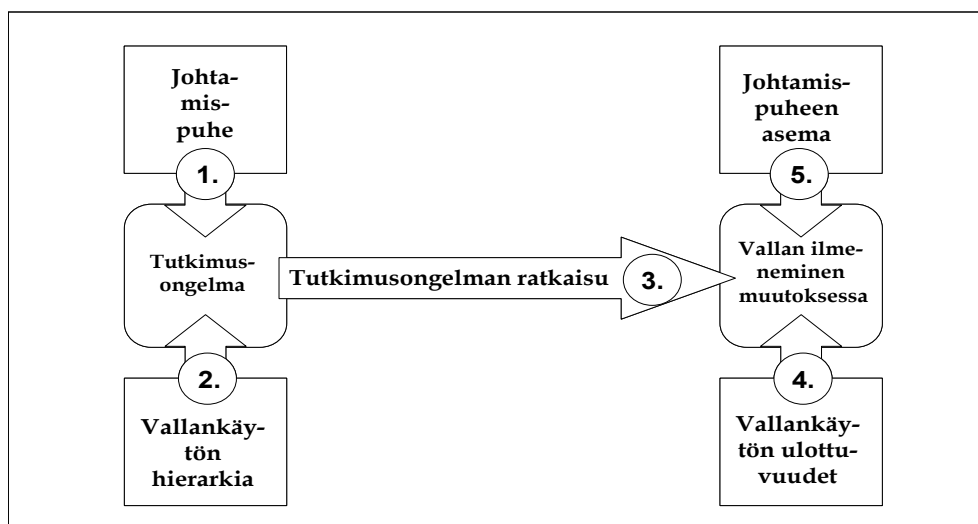 Johta-
mis-
puhe
1.
Tutkimus-
ongelma
2.
Vallankäy-
tön
hierarkia
Tutkimusongelman ratkaisu
3.
Johtamis-
puheen
asema
5.
Vallan ilme-
neminen
muutoksessa
4.
Vallankäy-
tön ulottu-
vuudet